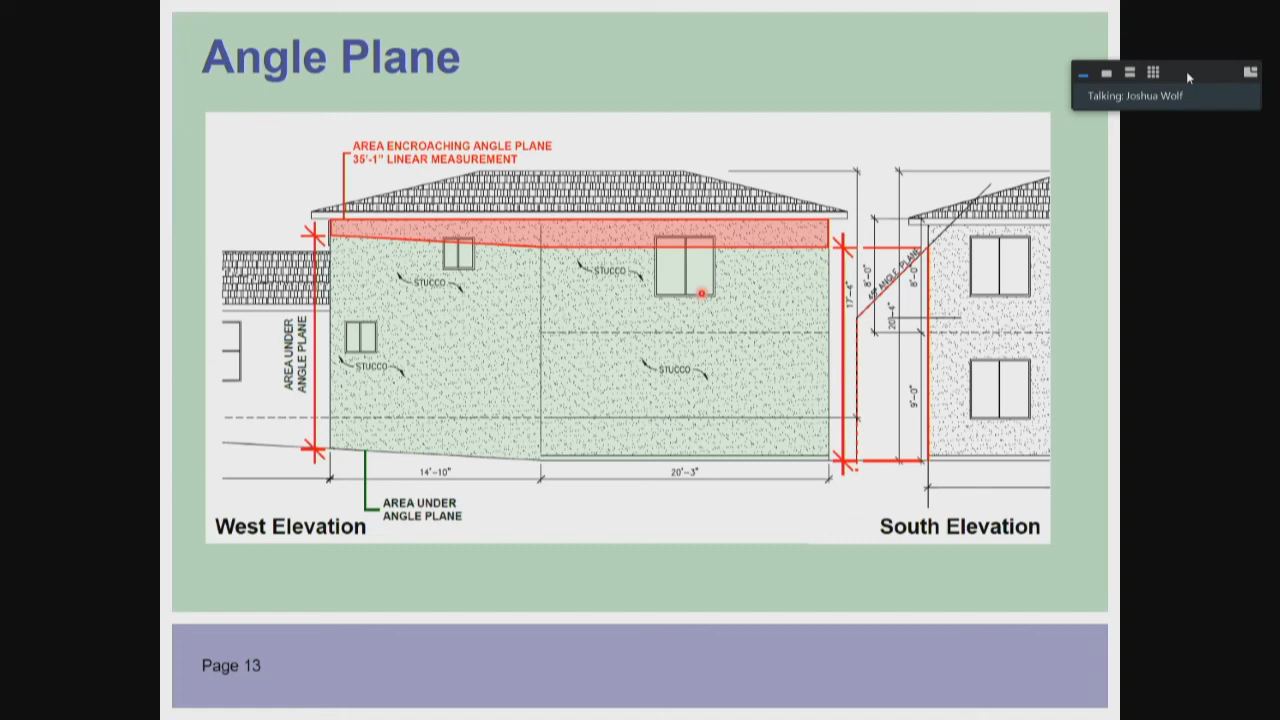 Angle Plane
Talking: Joshua Wolf
AREA ENCROACHING ANGLE PLANE
35'-1" LINEAR MEASUREMENT
STUCCO
STUCCO
STUCCO
STUCCO
AREA UNDER
ANGLE PLANE
17'-4"
8'-0"
45° ANGLE PLANE
8'-0"
20'-4"
9'-0"
14'-10"
20'-3"
AREA UNDER
ANGLE PLANE
West Elevation
South Elevation
Page 13